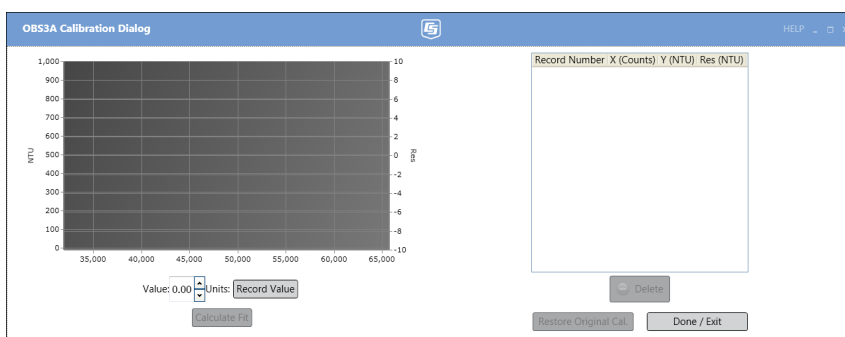 OBS3A Calibration Dialog
HELP
1,000
900
800
700
600
500
400
300
200
100
0
NTU
10
8
6
4
2
0
-2
-4
-6
-8
-10
Res
35,000 40,000 45,000 50,000 55,000 60,000 65,000
Value: 0.00 Units: Record Value
Calculate Fit
Record Number X (Counts) Y (NTU) Res (NTU)
Delete
Restore Original Cal. Done / Exit